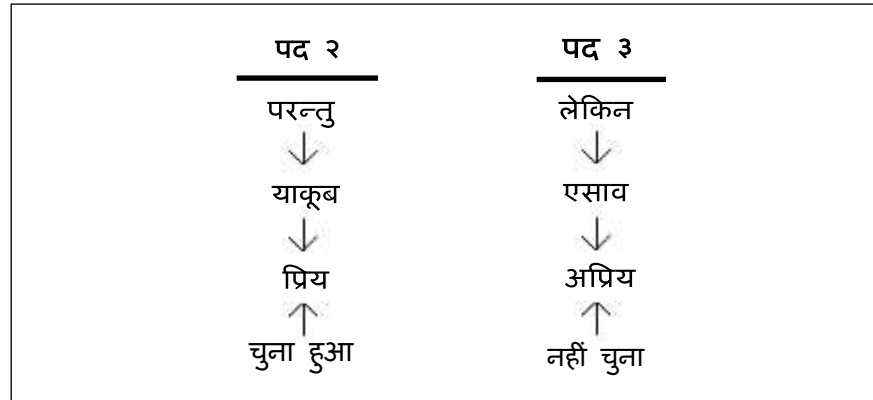 पद २
परन्तु
याकूब
प्रिय
चुना हुआ
पद ३
लेकिन
एसाव
अप्रिय
नहीं चुना